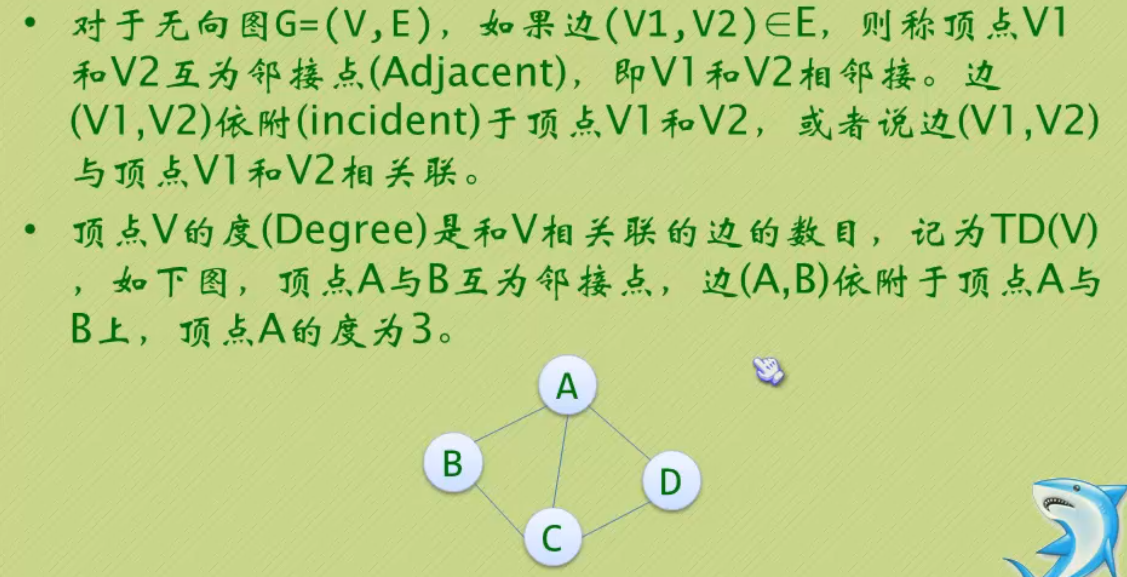 • 对于无向图G=(V,E)，如果边(V1,V2)∈E，则称顶点V1
和V2互为邻接点(Adjacent)，即V1和V2相邻接。边
(V1,V2)依附(incident)于顶点V1和V2，或者说边(V1,V2)
与顶点V1和V2相关联。
• 顶点V的度(Degree)是和V相关联的边的数目，记为TD(V)
，如下图，顶点A与B互为邻接点，边(A,B)依附于顶点A与
B上，顶点A的度为3。
A
B
D
C